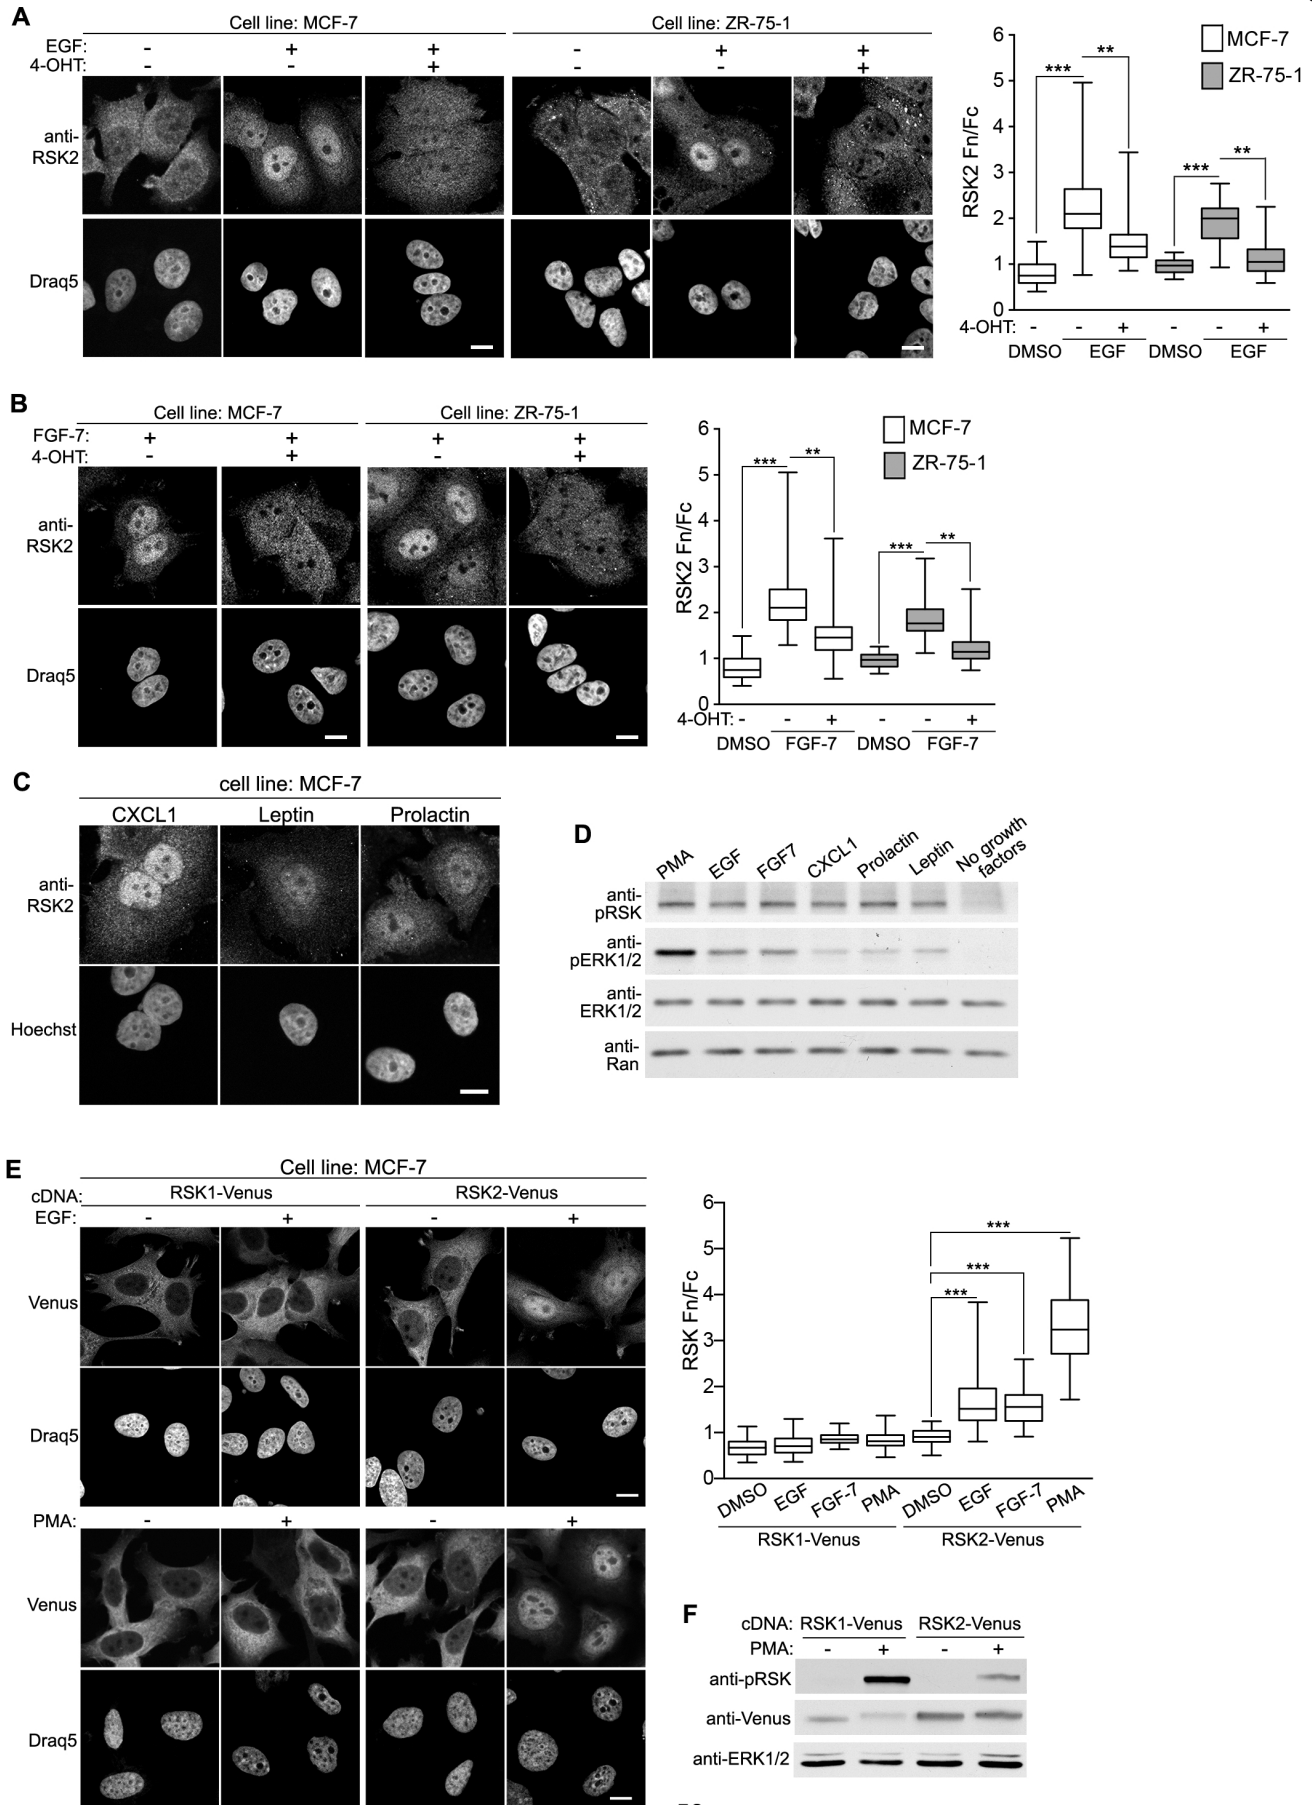 A
Cell line: MCF-7
Cell line: ZR-75-1
EGF: - + + - + +
4-OHT: - - + - - +
anti-
RSK2
Draq5
RSK2 Fn/Fc
6
5
4
3
2
1
0
*** ** *** **
MCF-7
ZR-75-1
4-OHT: - - + - - +
DMSO EGF DMSO EGF
B
Cell line: MCF-7
Cell line: ZR-75-1
FGF-7: + + + +
4-OHT: - + - +
anti-
RSK2
Draq5
RSK2 Fn/Fc
6
5
4
3
2
1
0
*** ** *** **
MCF-7
ZR-75-1
4-OHT: - - + - - +
DMSO FGF-7 DMSO FGF-7
C
cell line: MCF-7
CXCL1 Leptin Prolactin
anti-
RSK2
Hoechst
D
PMA EGF FGF7 CXCL1 Prolactin Leptin No growth
factors
anti-
pRSK
anti-
pERK1/2
anti-
ERK1/2
anti-
Ran
E
Cell line: MCF-7
cDNA: RSK1-Venus RSK2-Venus
EGF: - + - +
Venus
Draq5
PMA: - + - +
Venus
Draq5
RSK Fn/Fc
6
5
4
3
2
1
0
***
***
***
DMSO EGF FGF-7 PMA DMSO EGF FGF-7 PMA
RSK1-Venus RSK2-Venus
F
cDNA: RSK1-Venus RSK2-Venus
PMA: - + - +
anti-pRSK
anti-Venus
anti-ERK1/2